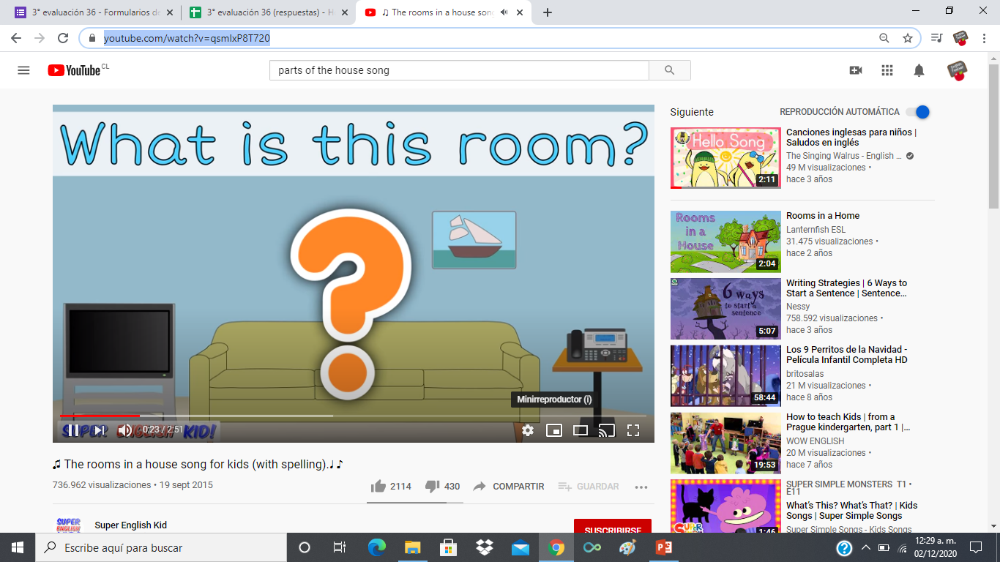 3° evaluación 36 - Formularios de
3° evaluación 36 (respuestas) - H
♫ The rooms in a house song
youtube.com/watch?v=qsmlxP8T720
YouTube CL
parts of the house song
What is this room?
Minirreproductor (i)
SUPER ENGLISH KID!
0:23 / 2:51
♫ The rooms in a house song for kids (with spelling).♩ ♪
736.962 visualizaciones • 19 sept 2015
2114
430
COMPARTIR
GUARDAR
SUPER
ENGLISH
Super English Kid
SUSCRIBIRSE
Siguiente
REPRODUCCIÓN AUTOMÁTICA
Hello Song
2:11
Canciones inglesas para niños |
Saludos en inglés
The Singing Walrus - English ...
49 M visualizaciones •
hace 3 años
Rooms
in a
House
2:04
Rooms in a Home
Lanternfish ESL
31.475 visualizaciones •
hace 2 años
6 ways
to start a
sentence
5:07
Writing Strategies | 6 Ways to
Start a Sentence | Sentence...
Nessy
758.592 visualizaciones •
hace 3 años
58:44
Los 9 Perritos de la Navidad -
Película Infantil Completa HD
britosalas
21 M visualizaciones •
hace 8 años
19:53
How to teach Kids | from a
Prague kindergarten, part 1 |...
WOW ENGLISH
20 M visualizaciones •
hace 7 años
Super
1:46
SUPER SIMPLE MONSTERS T1 •
E11
What's This? What's That? | Kids
Songs | Super Simple Songs
Super Simple Songs - Kids Songs
Escribe aquí para buscar
12:29 a. m.
02/12/2020